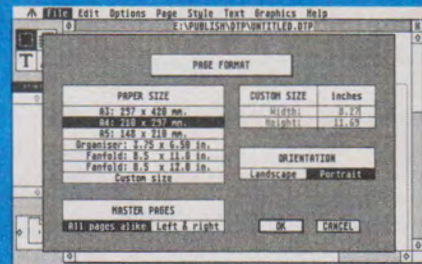 File Edit Options Page Style Text Graphics Help
E:\PUBLISH\DTP\UNTITLED.DTP
T
PAGE FORMAT
PAPER SIZE
A3: 297 x 420 mm.
A4: 210 x 297 mm.
A5: 148 x 210 mm.
Organiser: 3.75 x 6.50 in.
Fanfold: 8.5 x 11.0 in.
Fanfold: 8.5 x 12.0 in.
Custom size
CUSTOM SIZE inches
Width: 8.27
Height: 11.69
ORIENTATION
Landscape Portrait
MASTER PAGES
All pages alike Left & right
OK CANCEL